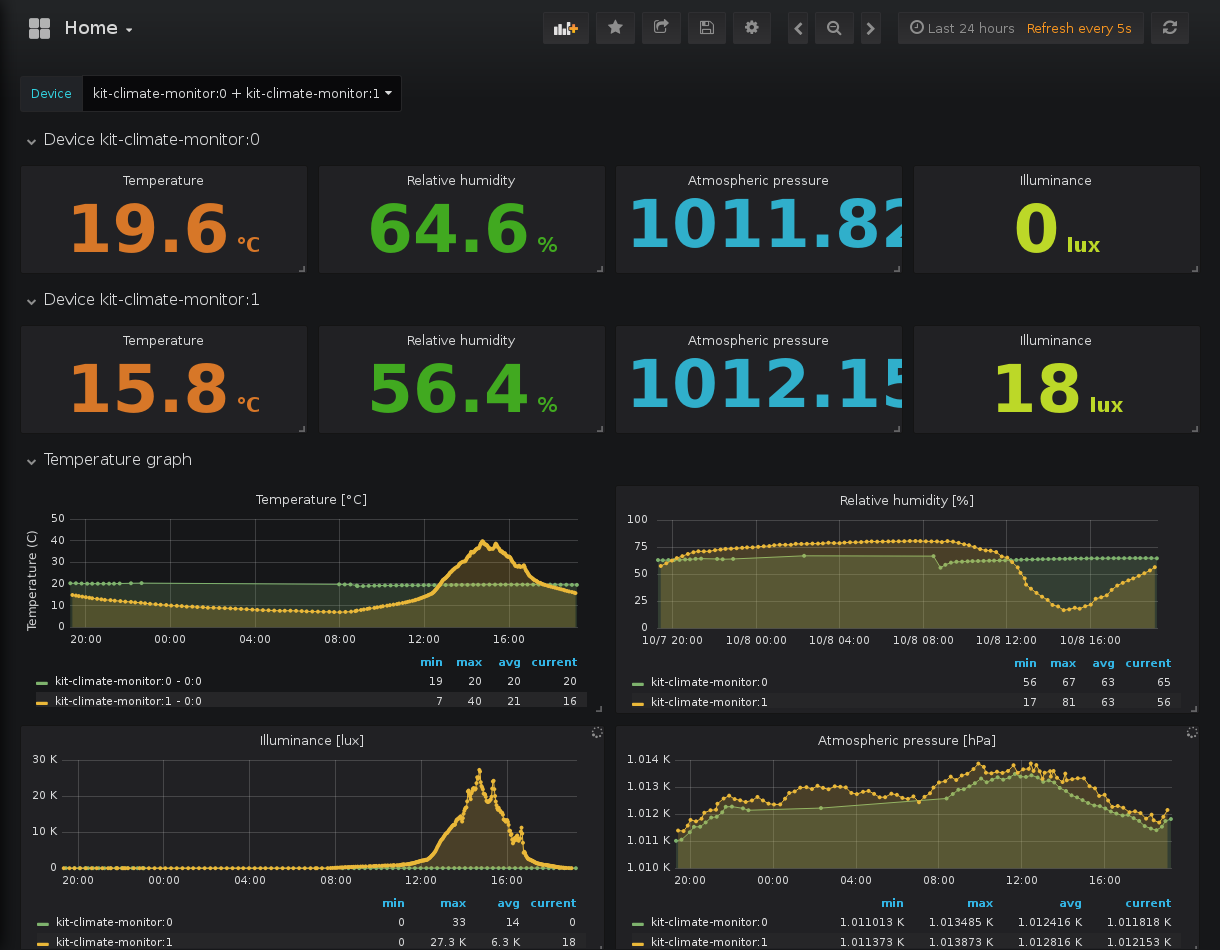 Home
Last 24 hours Refresh every 5s
Device kit-climate-monitor:0 + kit-climate-monitor:1
Device kit-climate-monitor:0
Temperature Relative humidity Atmospheric pressure Illuminance
19.6 °C 64.6 % 1011.82 0 lux
Device kit-climate-monitor:1
Temperature Relative humidity Atmospheric pressure Illuminance
15.8 °C 56.4 % 1012.15 18 lux
Temperature graph
Temperature [°C]
Temperature (C)
50
40
30
20
10
0
20:00 00:00 04:00 08:00 12:00 16:00
min max avg current
kit-climate-monitor:0 - 0:0 19 20 20 20
kit-climate-monitor:1 - 0:0 7 40 21 16
Relative humidity [%]
100
75
50
25
0
10/7 20:00 10/8 00:00 10/8 04:00 10/8 08:00 10/8 12:00 10/8 16:00
min max avg current
kit-climate-monitor:0 56 67 63 65
kit-climate-monitor:1 17 81 63 56
Illuminance [lux]
30 K
20 K
10 K
0
20:00 00:00 04:00 08:00 12:00 16:00
min max avg current
kit-climate-monitor:0 0 33 14 0
kit-climate-monitor:1 0 27.3 K 6.3 K 18
Atmospheric pressure [hPa]
1.014 K
1.013 K
1.012 K
1.011 K
1.010 K
20:00 00:00 04:00 08:00 12:00 16:00
min max avg current
kit-climate-monitor:0 1.011013 K 1.013485 K 1.012416 K 1.011818 K
kit-climate-monitor:1 1.011373 K 1.013873 K 1.012816 K 1.012153 K